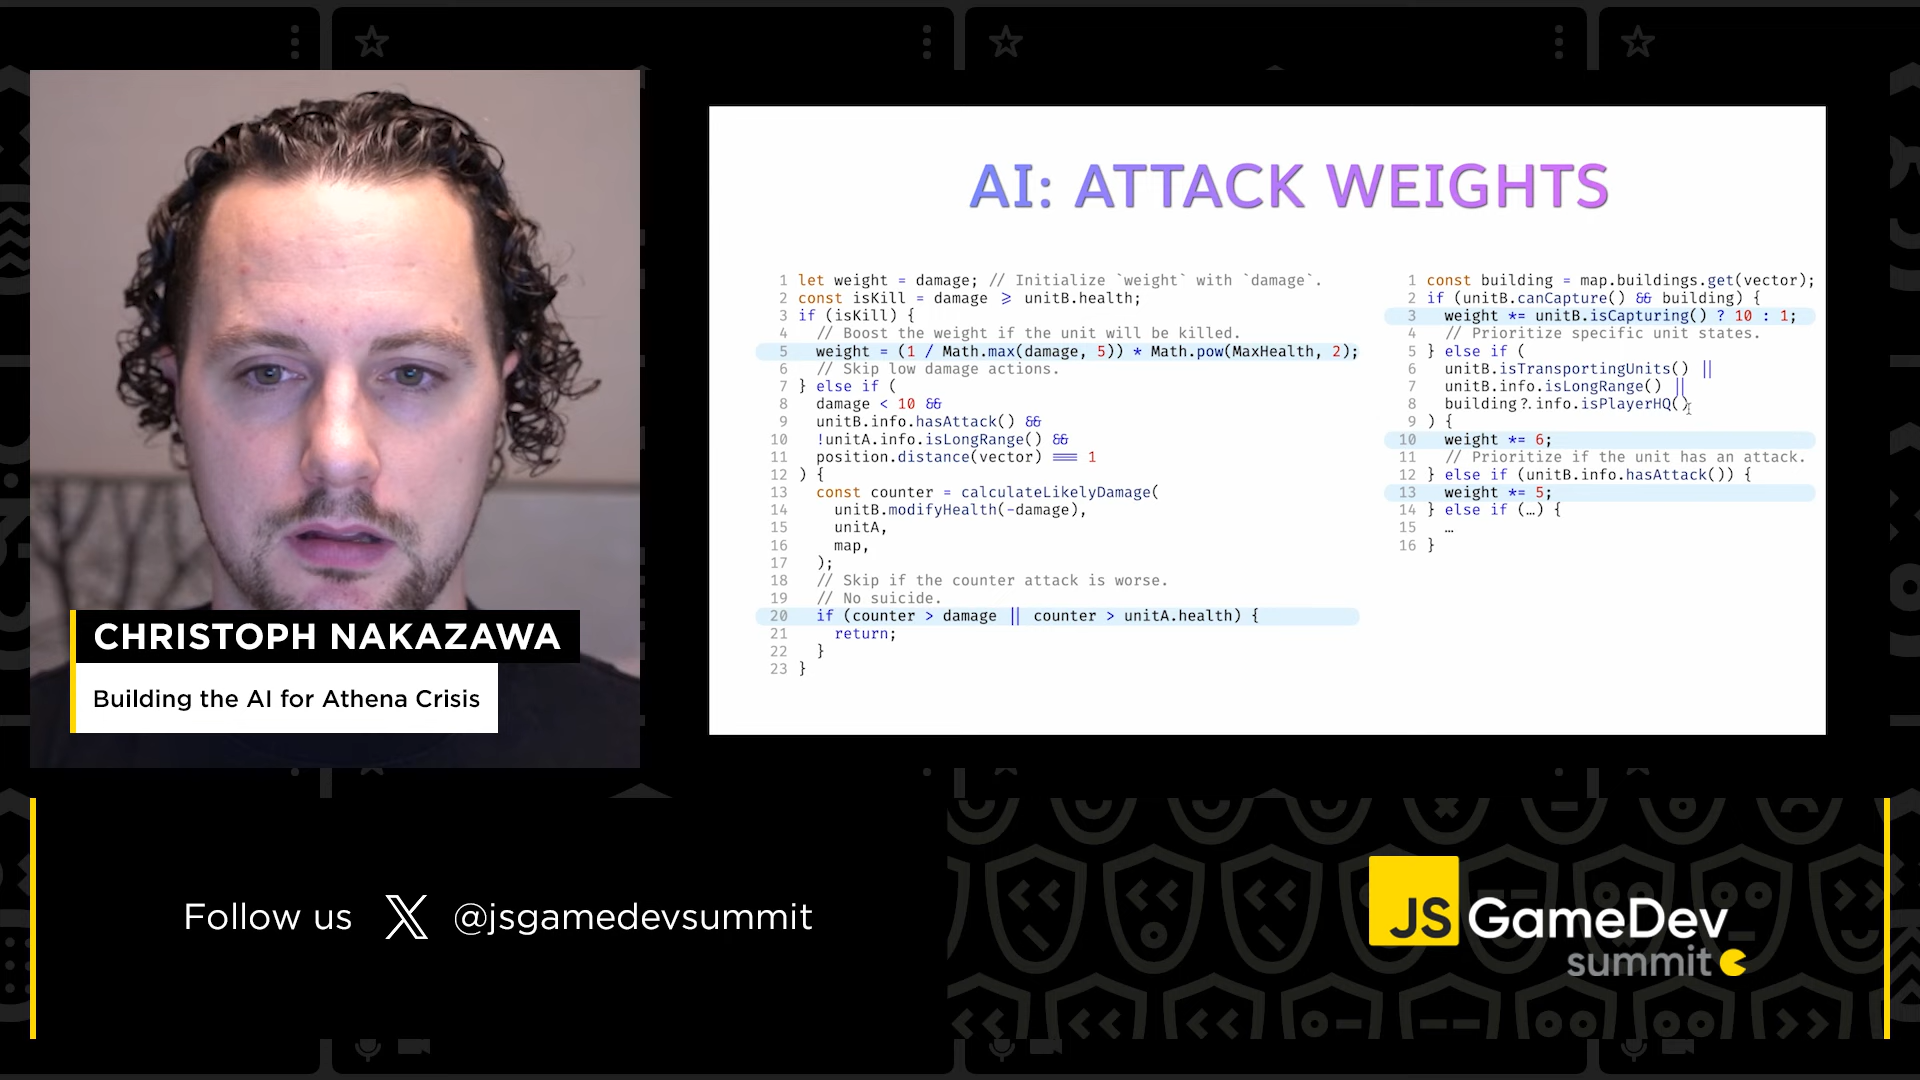 AI: ATTACK WEIGHTS
1 let weight = damage; // Initialize `weight` with `damage`.
2 const isKill = damage ⩾ unitB.health;
3 if (isKill) {
4 // Boost the weight if the unit will be killed.
5 weight = (1 / Math.max(damage, 5)) * Math.pow(MaxHealth, 2);
6 // Skip low damage actions.
7 } else if (
8 damage < 10 &&
9 unitB.info.hasAttack() &&
10 !unitA.info.isLongRange() &&
11 position.distance(vector) === 1
12 ) {
13 const counter = calculateLikelyDamage(
14 unitB.modifyHealth(-damage),
15 unitA,
16 map,
17 );
18 // Skip if the counter attack is worse.
19 // No suicide.
20 if (counter > damage || counter > unitA.health) {
21 return;
22 }
23 }
1 const building = map.buildings.get(vector);
2 if (unitB.canCapture() && building) {
3 weight *= unitB.isCapturing() ? 10 : 1;
4 // Prioritize specific unit states.
5 } else if (
6 unitB.isTransportingUnits() ||
7 unitB.info.isLongRange() ||
8 building?.info.isPlayerHQ()
9 ) {
10 weight *= 6;
11 // Prioritize if the unit has an attack.
12 } else if (unitB.info.hasAttack()) {
13 weight *= 5;
14 } else if (…) {
15 …
16 }
CHRISTOPH NAKAZAWA
Building the AI for Athena Crisis
Follow us X @jsgamedevsummit
JS GameDev
summit